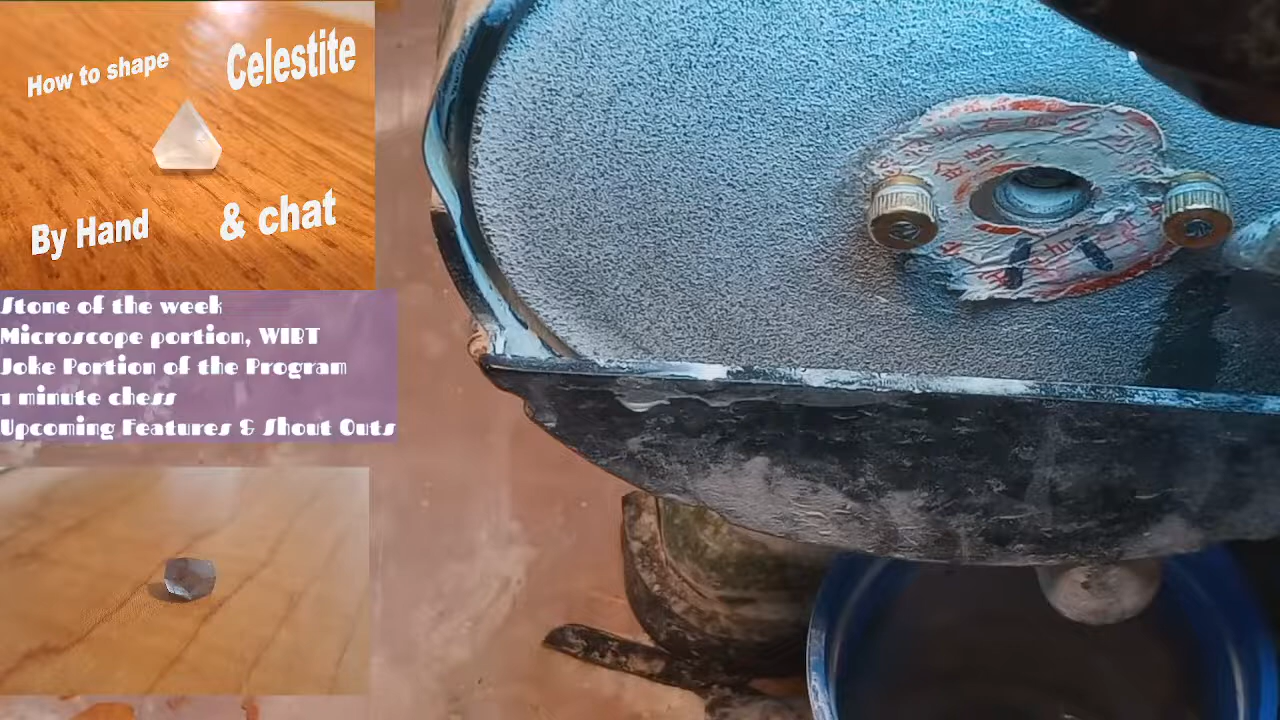 How to shape
Celestite
By Hand
& chat
Stone of the week
Microscope portion, WIBT
Joke Portion of the Program
1 minute chess
Upcoming Features & Shout Outs